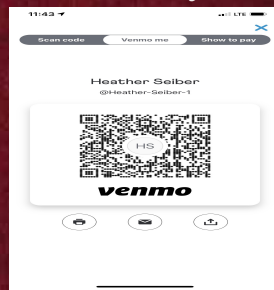 11:43
LTE
Scan code
Venmo me
Show to pay
Heather Seiber
@Heather-Seiber-1
HS
venmo